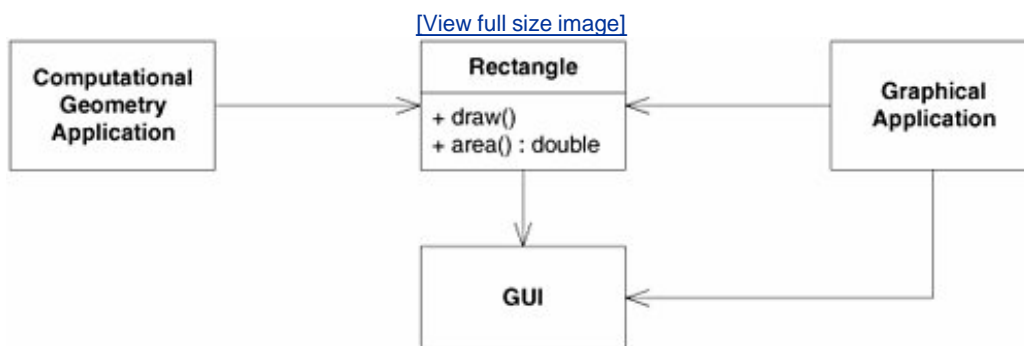 [View full size image]
Computational
Geometry
Application
Rectangle
+ draw()
+ area() : double
Graphical
Application
GUI